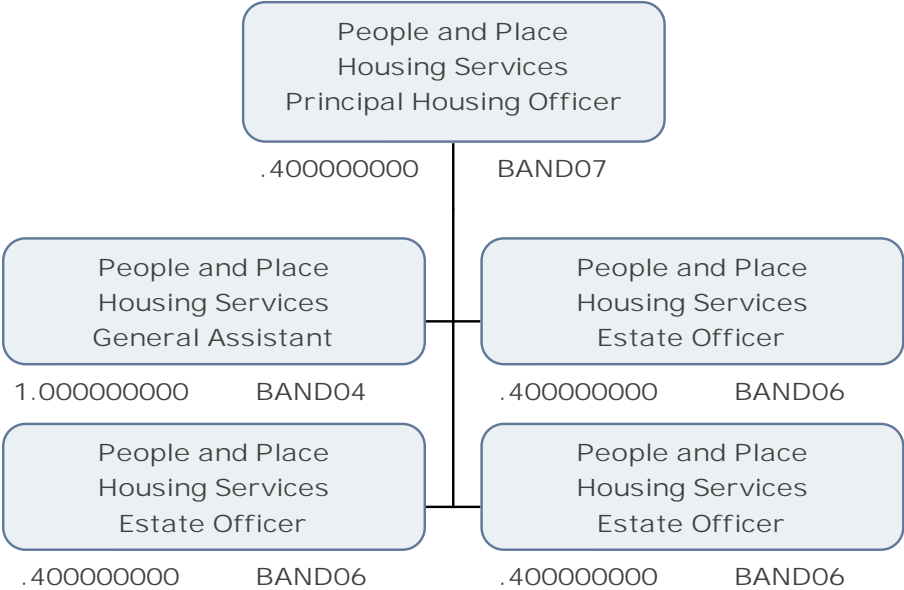 People and Place
Housing Services
Principal Housing Officer
.400000000 BAND07
People and Place
Housing Services
General Assistant
1.000000000 BAND04
People and Place
Housing Services
Estate Officer
.400000000 BAND06
People and Place
Housing Services
Estate Officer
.400000000 BAND06
People and Place
Housing Services
Estate Officer
.400000000 BAND06